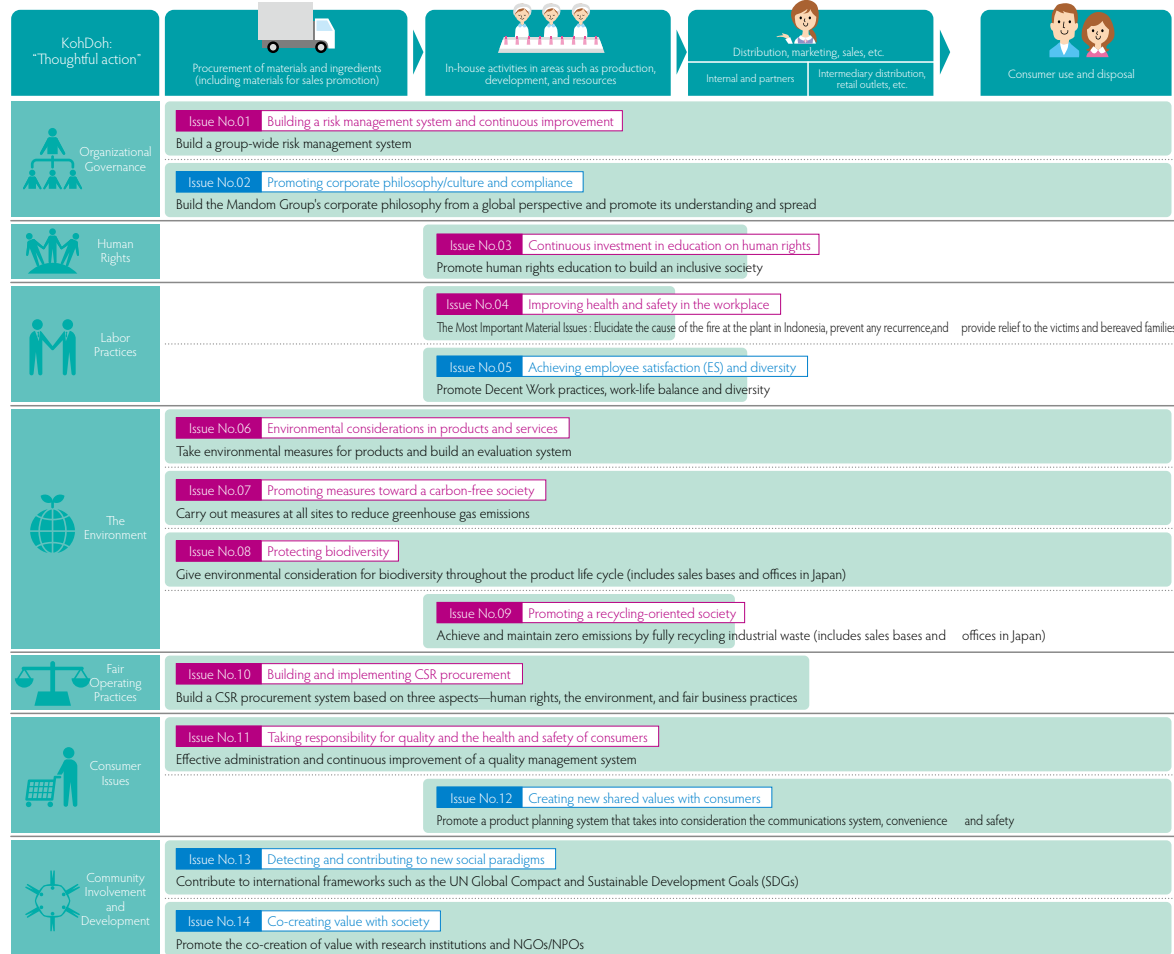 KohDoh:
“Thoughtful action”
Procurement of materials and ingredients
(including materials for sales promotion)
In-house activities in areas such as production,
development, and resources
Distribution, marketing, sales, etc.
Internal and partners
Intermediary distribution,
retail outlets, etc.
Consumer use and disposal
Organizational
Governance
Issue No.01 Building a risk management system and continuous improvement
Build a group-wide risk management system
Issue No.02 Promoting corporate philosophy/culture and compliance
Build the Mandom Group's corporate philosophy from a global perspective and promote its understanding and spread
Human
Rights
Issue No.03 Continuous investment in education on human rights
Promote human rights education to build an inclusive society
Labor
Practices
Issue No.04 Improving health and safety in the workplace
The Most Important Material Issues : Elucidate the cause of the fire at the plant in Indonesia, prevent any recurrence,and provide relief to the victims and bereaved families
Issue No.05 Achieving employee satisfaction (ES) and diversity
Promote Decent Work practices, work-life balance and diversity
The
Environment
Issue No.06 Environmental considerations in products and services
Take environmental measures for products and build an evaluation system
Issue No.07 Promoting measures toward a carbon-free society
Carry out measures at all sites to reduce greenhouse gas emissions
Issue No.08 Protecting biodiversity
Give environmental consideration for biodiversity throughout the product life cycle (includes sales bases and offices in Japan)
Issue No.09 Promoting a recycling-oriented society
Achieve and maintain zero emissions by fully recycling industrial waste (includes sales bases and offices in Japan)
Fair
Operating
Practices
Issue No.10 Building and implementing CSR procurement
Build a CSR procurement system based on three aspects—human rights, the environment, and fair business practices
Consumer
Issues
Issue No.11 Taking responsibility for quality and the health and safety of consumers
Effective administration and continuous improvement of a quality management system
Issue No.12 Creating new shared values with consumers
Promote a product planning system that takes into consideration the communications system, convenience and safety
Community
Involvement
and
Development
Issue No.13 Detecting and contributing to new social paradigms
Contribute to international frameworks such as the UN Global Compact and Sustainable Development Goals (SDGs)
Issue No.14 Co-creating value with society
Promote the co-creation of value with research institutions and NGOs/NPOs